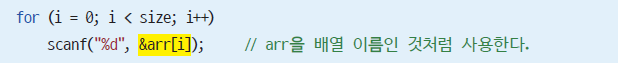 for (i = 0; i < size; i++)
scanf("%d", &arr[i]); // arr을 배열 이름인 것처럼 사용한다.